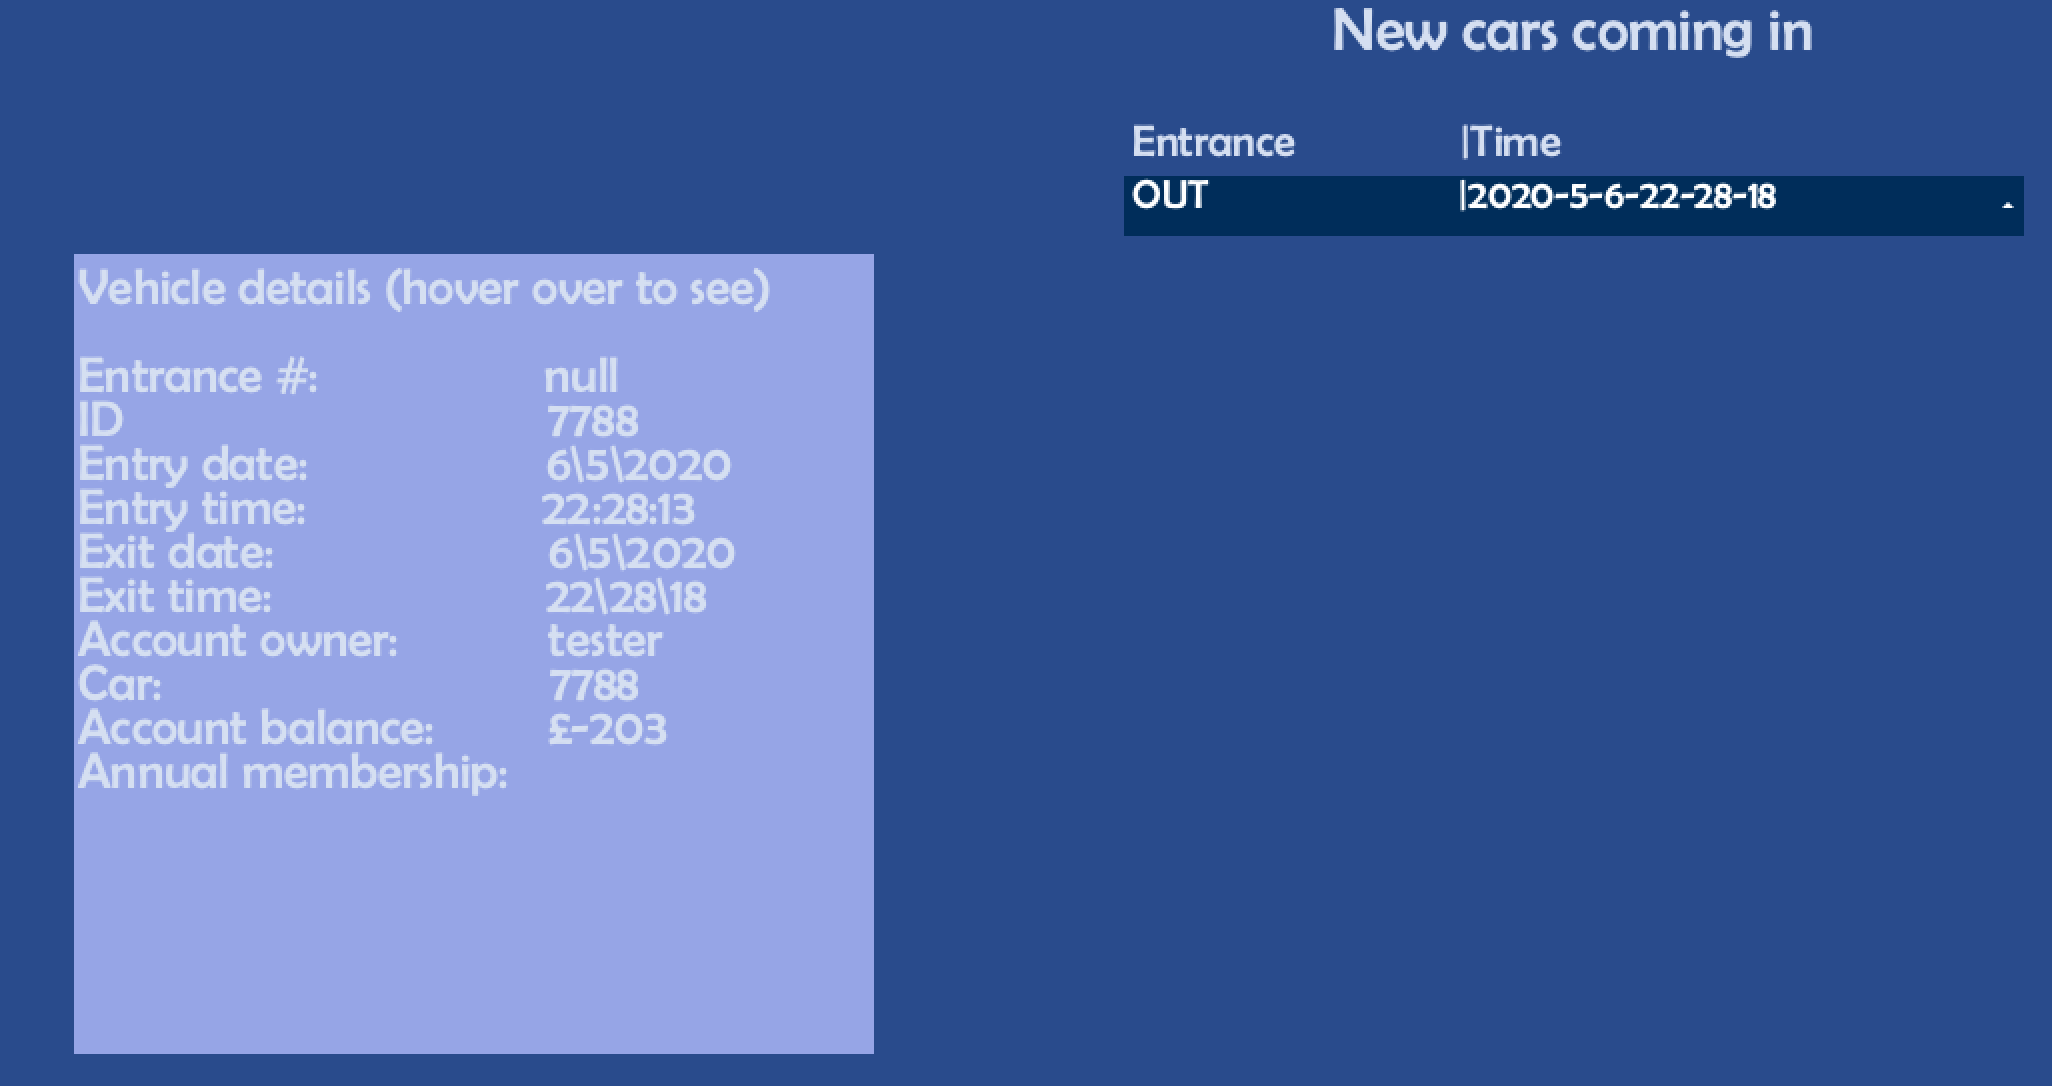 New cars coming in
Entrance |Time
OUT |2020-5-6-22-28-18
Vehicle details (hover over to see)
Entrance #: null
ID 7788
Entry date: 6\5\2020
Entry time: 22:28:13
Exit date: 6\5\2020
Exit time: 22\28\18
Account owner: tester
Car: 7788
Account balance: £-203
Annual membership: